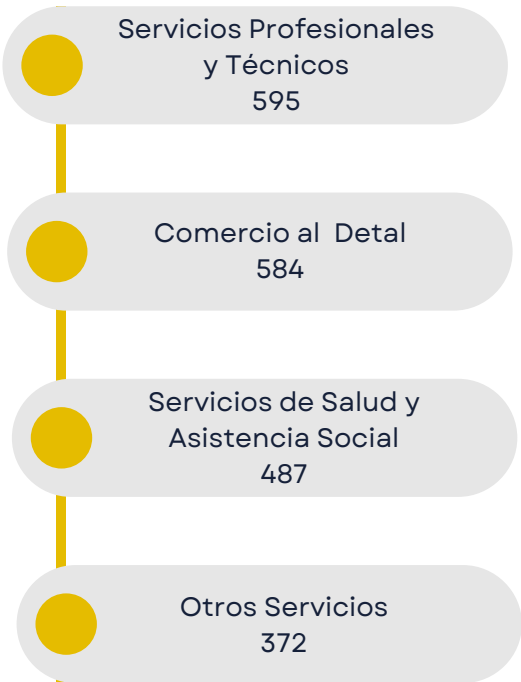 Servicios Profesionales
y Técnicos
595
Comercio al Detal
584
Servicios de Salud y
Asistencia Social
487
Otros Servicios
372